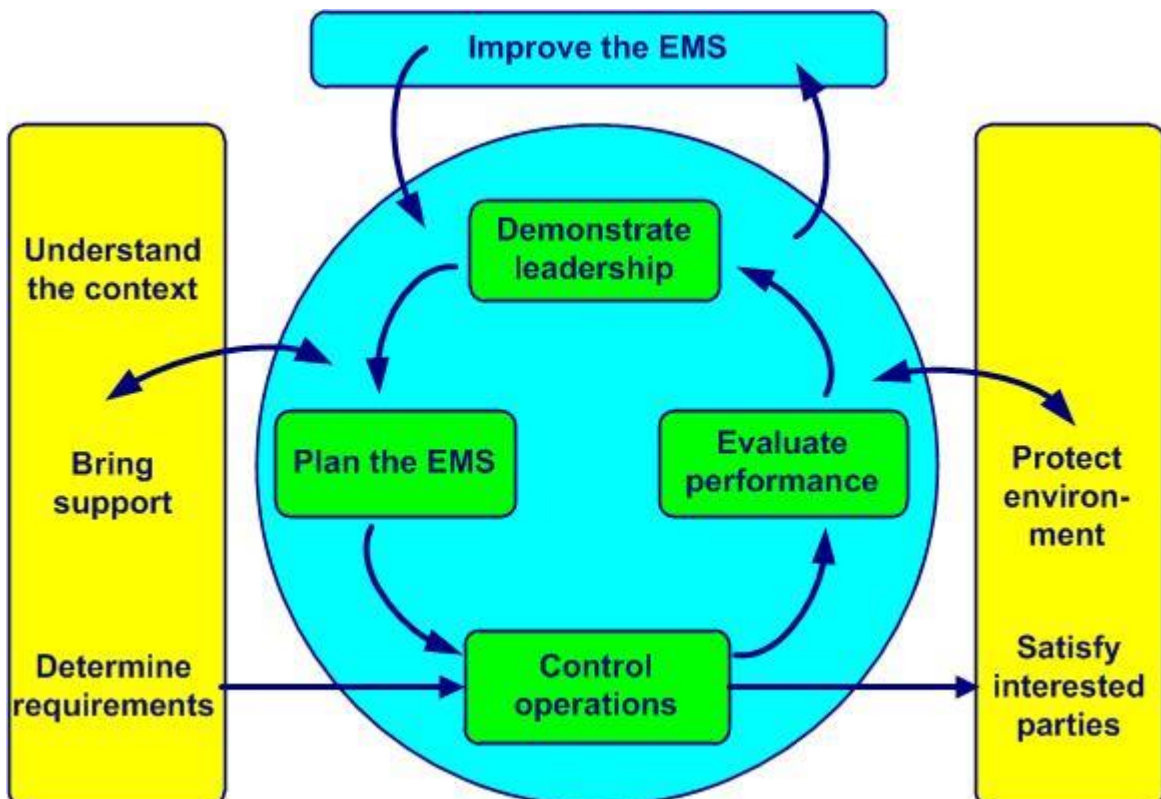 Improve the EMS
Understand
the context
Bring
support
Determine
requirements
Demonstrate
leadership
Plan the EMS
Evaluate
performance
Control
operations
Protect
environ-
ment
Satisfy
interested
parties